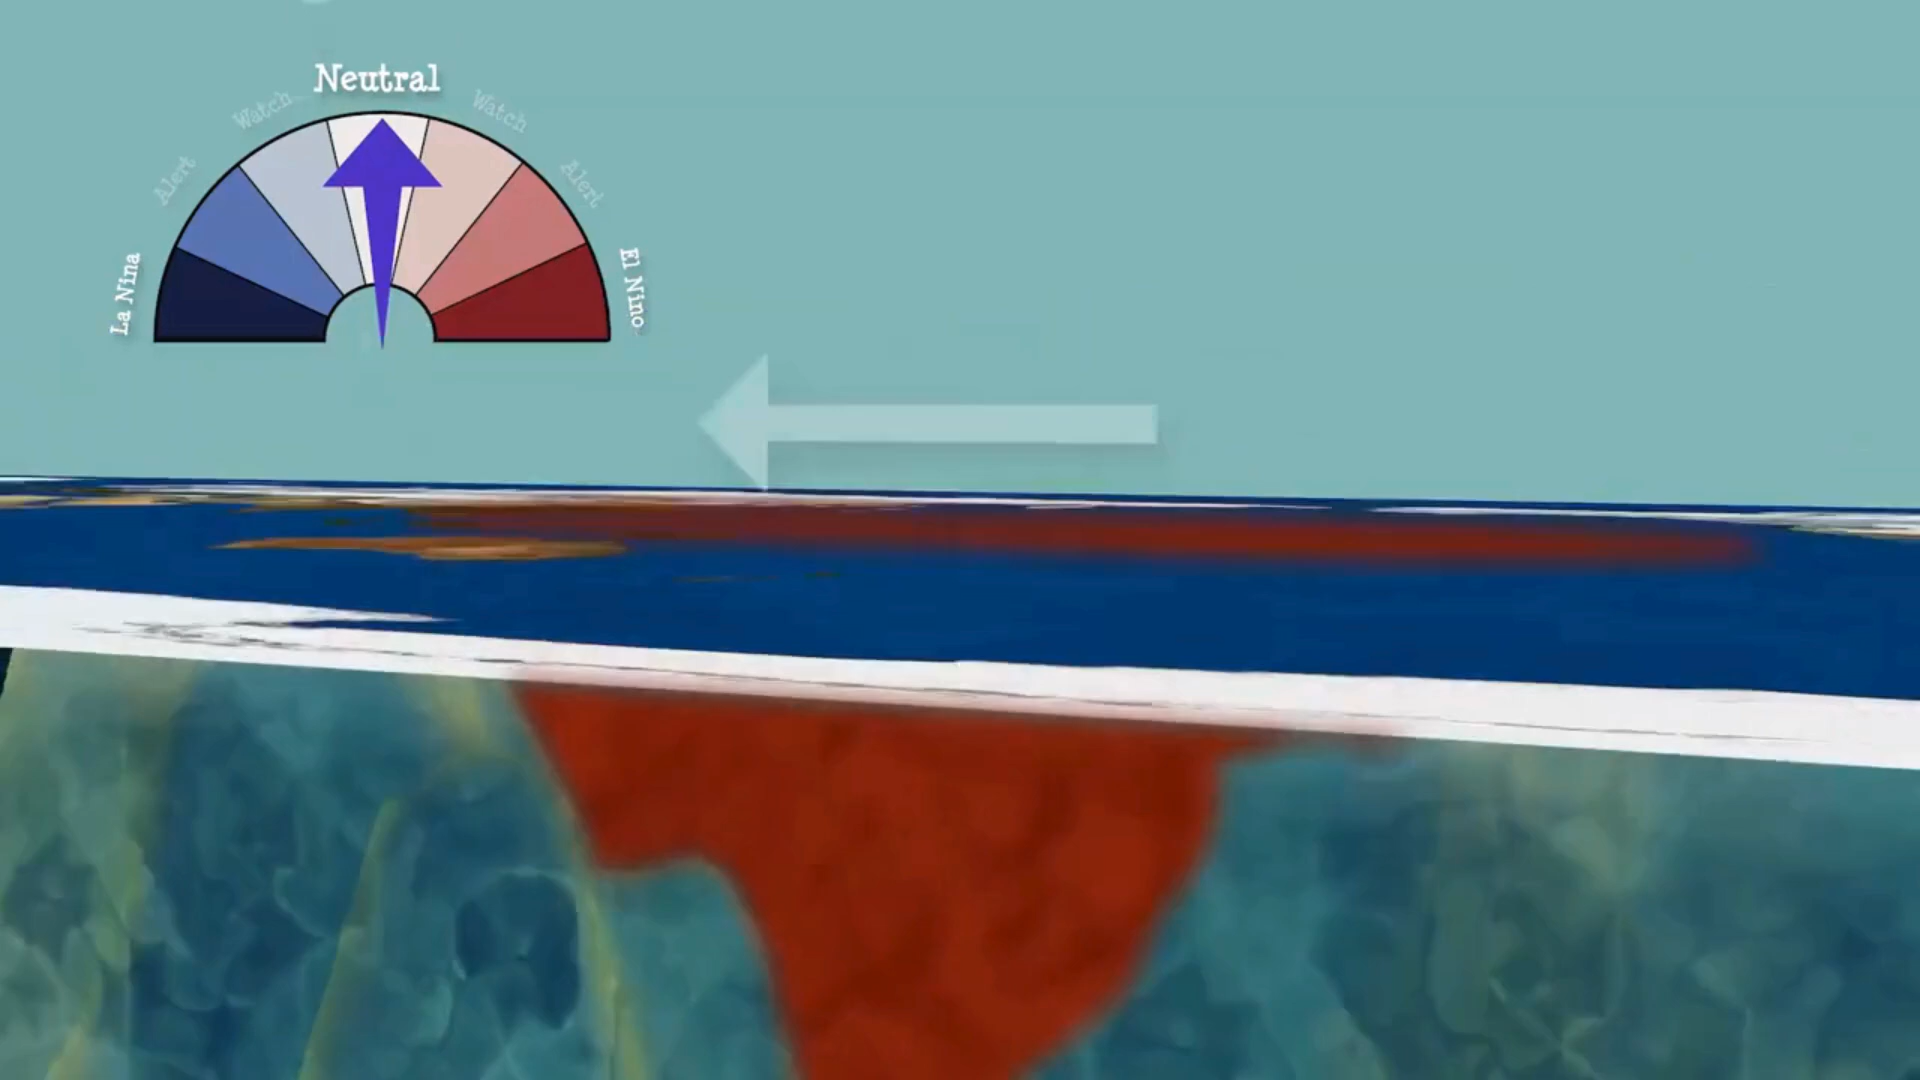 Neutral
Watch
Watch
Alert
Alert
La Nina
El Nino